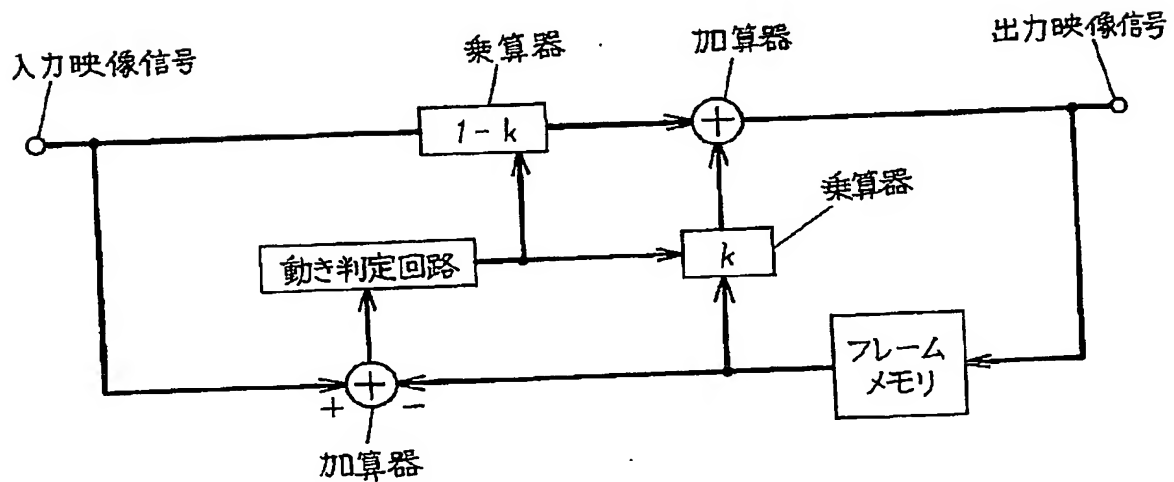 入力映像信号
乗算器
加算器
出力映像信号
1-k
+
乗算器
動き判定回路
k
フレーム
メモリ
+
+
-
加算器